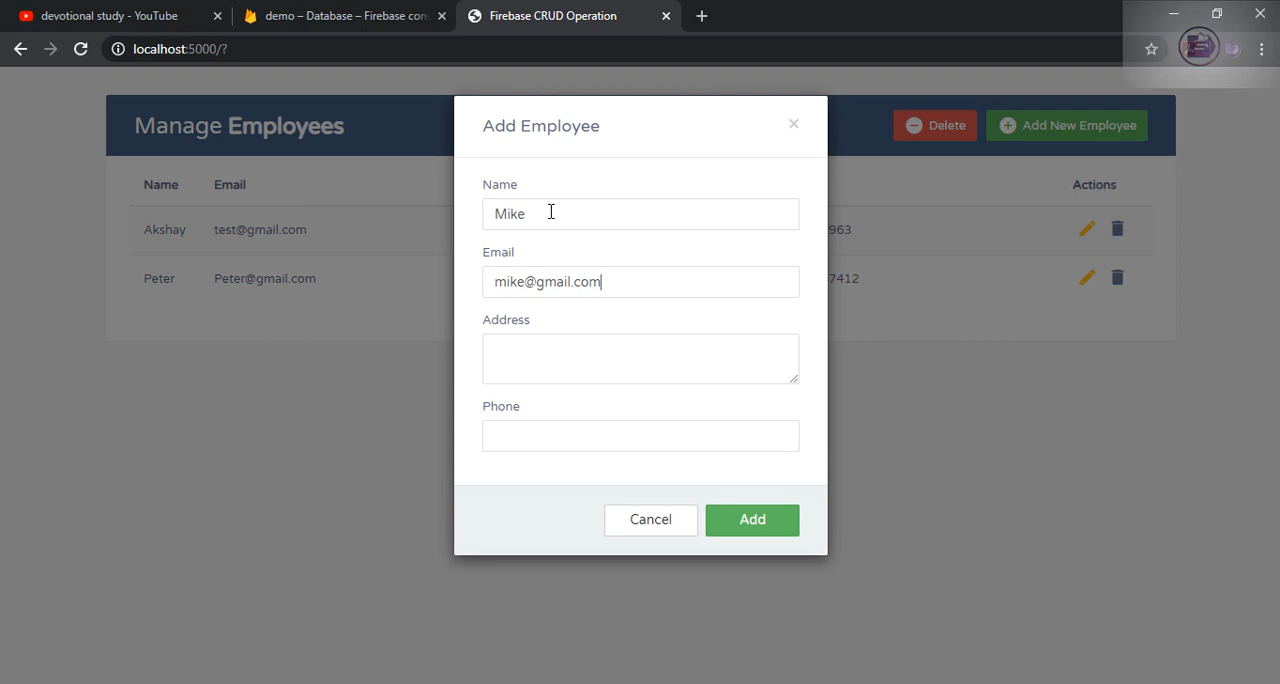 devotional study - YouTube
demo – Database – Firebase con
Firebase CRUD Operation
localhost:5000/?
Manage Employees
Delete
Add New Employee
Name Email Actions
Akshay test@gmail.com 963
Peter Peter@gmail.com 7412
Add Employee
Name
Mike
Email
mike@gmail.com
Address
Phone
Cancel
Add